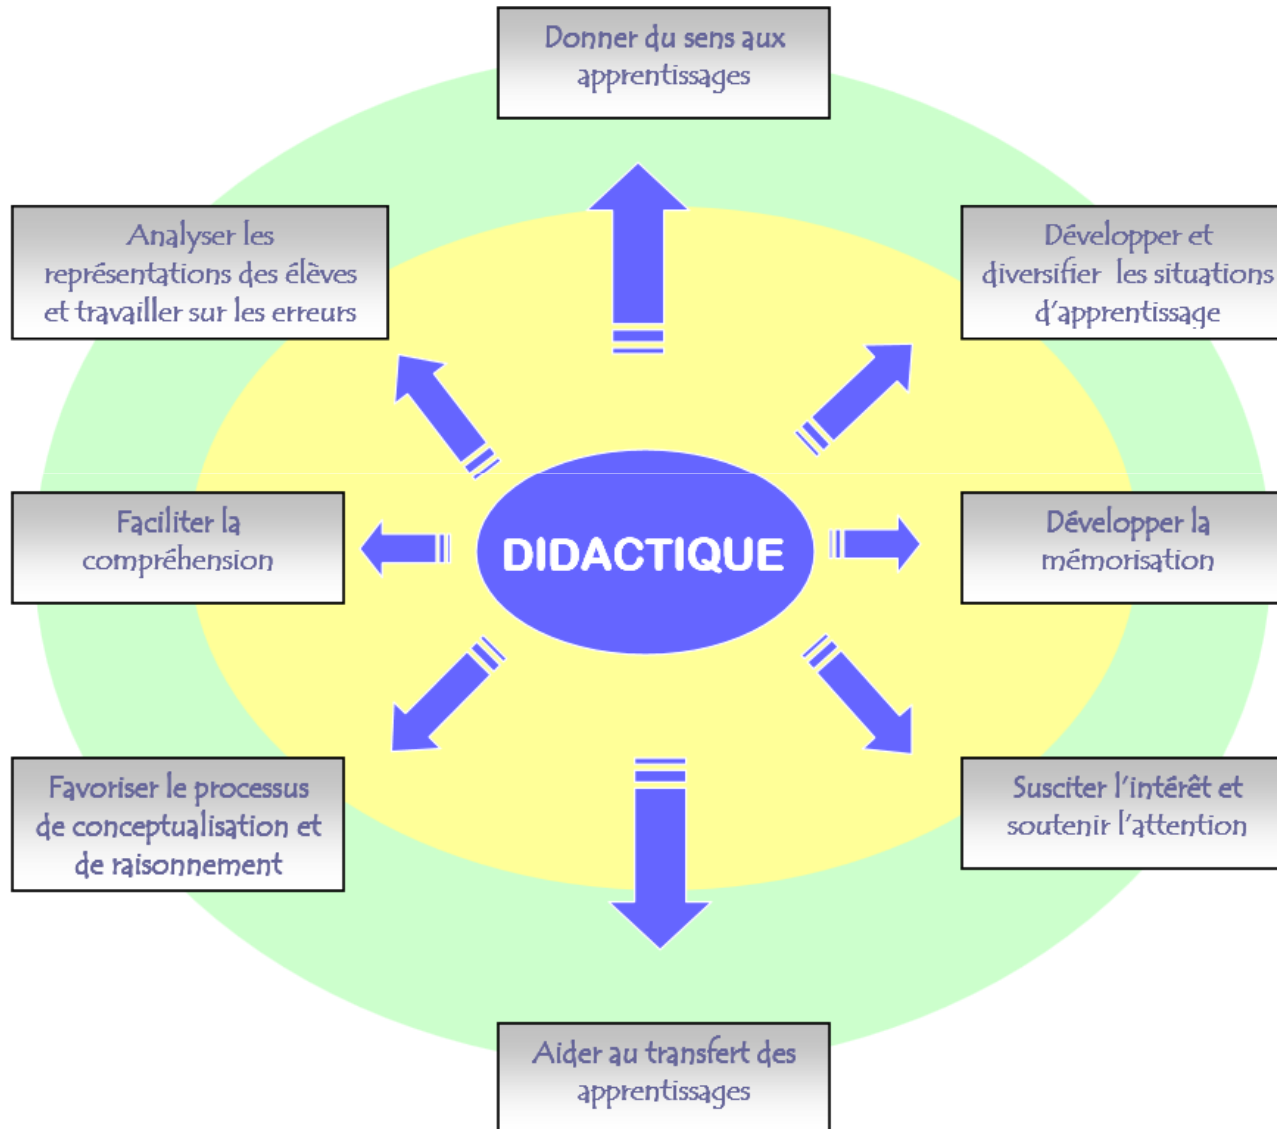 Donner du sens aux
apprentissages
Analyser les
représentations des élèves
et travailler sur les erreurs
Développer et
diversifier les situations
d'apprentissage
Faciliter la
compréhension
DIDACTIQUE
Développer la
mémorisation
Favoriser le processus
de conceptualisation et
de raisonnement
Susciter l'intérêt et
soutenir l'attention
Aider au transfert des
apprentissages